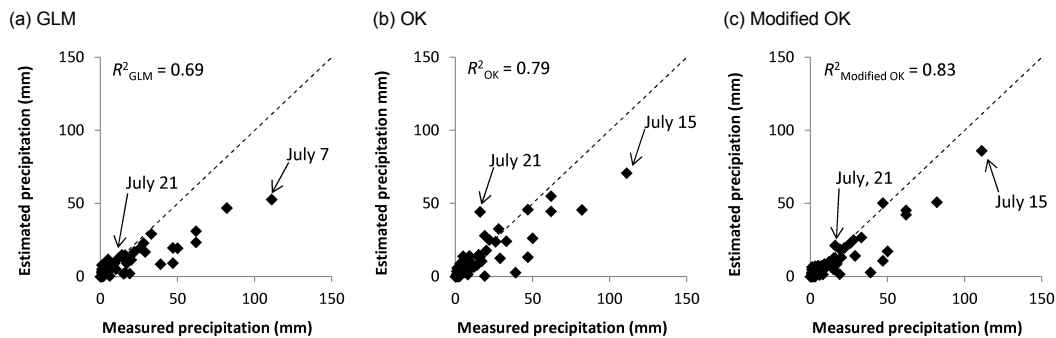 (a) GLM
Estimated precipitation (mm)
150
100
50
0
R²GLM = 0.69
July 21
July 7
0 50 100 150
Measured precipitation (mm)
(b) OK
Estimated precipitation mm)
150
100
50
0
R²OK = 0.79
July 21
July 15
0 50 100 150
Measured precipitation (mm)
(c) Modified OK
Estimated precipitation (mm)
150
100
50
0
R²Modified OK = 0.83
July, 21
July 15
0 50 100 150
Measured precipitation (mm)